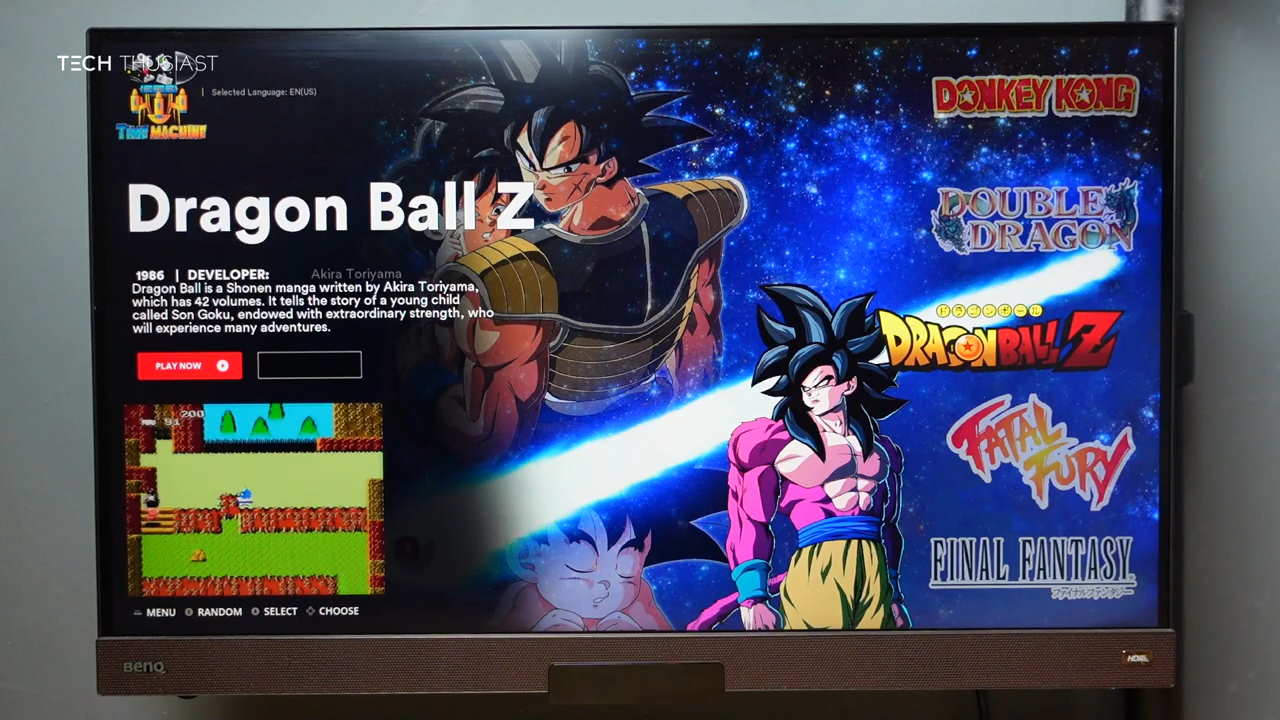 TECH THUSIAST
Selected Language: EN(US)
TIME MACHINE
Dragon Ball Z
1986 | DEVELOPER: Akira Toriyama
Dragon Ball is a Shonen manga written by Akira Toriyama,
which has 42 volumes. It tells the story of a young child
called Son Goku, endowed with extraordinary strength, who
will experience many adventures.
PLAY NOW
200
MENU RANDOM SELECT CHOOSE
DONKEY KONG
DOUBLE
DRAGON
ドラゴンボール
DRAGON BALL Z
FATAL
FURY
FINAL FANTASY
ファイナルファンタジー
BenQ
HDRi